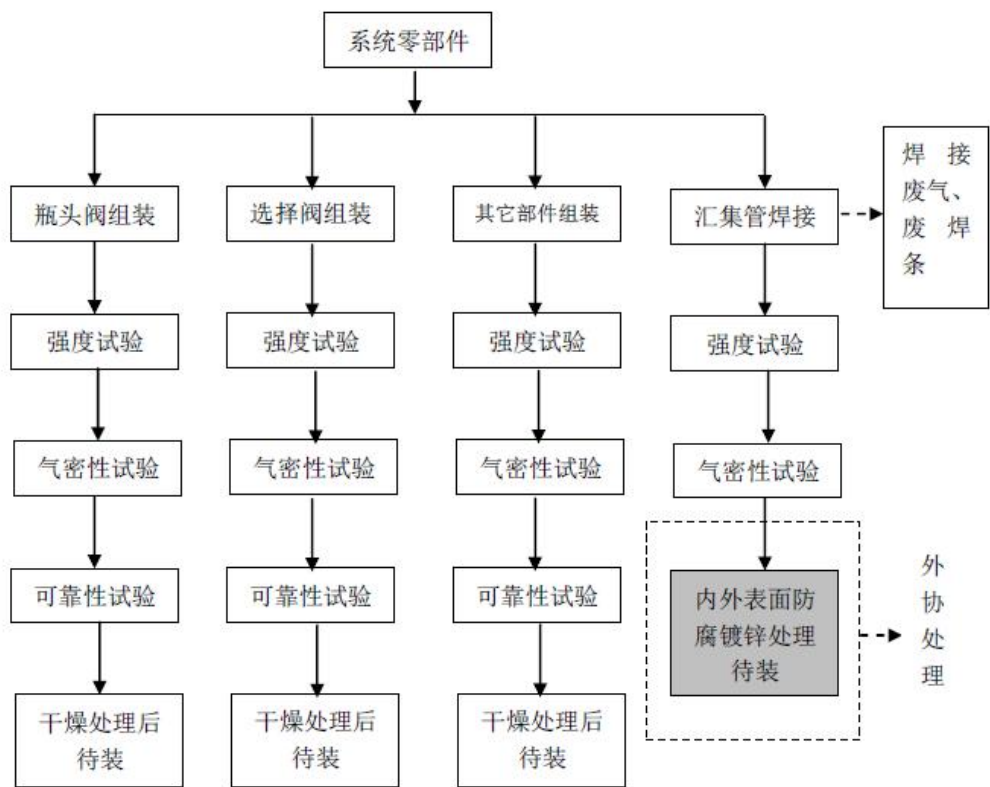 系统零部件
瓶头阀组装
选择阀组装
其它部件组装
汇集管焊接
焊接
废气、
废焊
条
强度试验
强度试验
强度试验
强度试验
气密性试验
气密性试验
气密性试验
气密性试验
可靠性试验
可靠性试验
可靠性试验
内外表面防
腐镀锌处理
待装
外
协
处
理
干燥处理后
待装
干燥处理后
待装
干燥处理后
待装